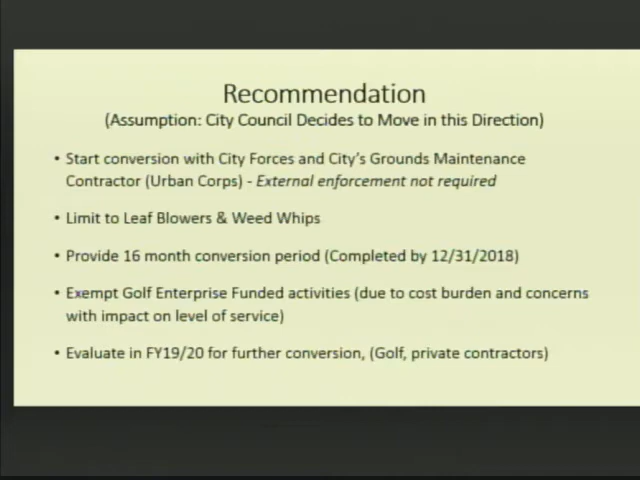 Recommendation
(Assumption: City Council Decides to Move in this Direction)
• Start conversion with City Forces and City's Grounds Maintenance
Contractor (Urban Corps) - External enforcement not required
• Limit to Leaf Blowers & Weed Whips
• Provide 16 month conversion period (Completed by 12/31/2018)
• Exempt Golf Enterprise Funded activities (due to cost burden and concerns
with impact on level of service)
• Evaluate in FY19/20 for further conversion, (Golf, private contractors)